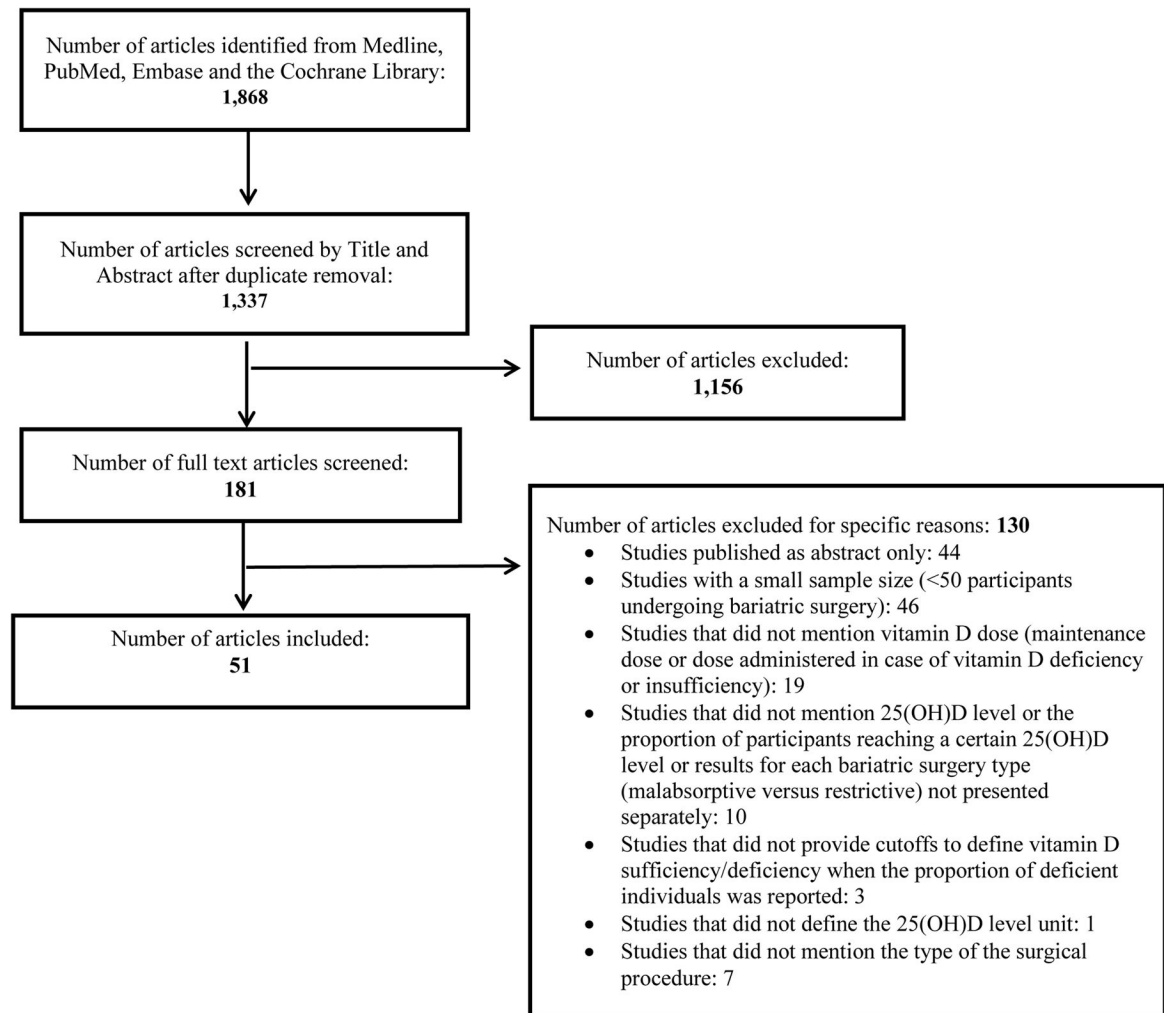 Number of articles identified from Medline,
PubMed, Embase and the Cochrane Library:
1,868
Number of articles screened by Title and
Abstract after duplicate removal:
1,337
Number of articles excluded:
1,156
Number of full text articles screened:
181
Number of articles excluded for specific reasons: 130
• Studies published as abstract only: 44
• Studies with a small sample size (<50 participants
undergoing bariatric surgery): 46
• Studies that did not mention vitamin D dose (maintenance
dose or dose administered in case of vitamin D deficiency
or insufficiency): 19
• Studies that did not mention 25(OH)D level or the
proportion of participants reaching a certain 25(OH)D
level or results for each bariatric surgery type
(malabsorptive versus restrictive) not presented
separately: 10
• Studies that did not provide cutoffs to define vitamin D
sufficiency/deficiency when the proportion of deficient
individuals was reported: 3
• Studies that did not define the 25(OH)D level unit: 1
• Studies that did not mention the type of the surgical
procedure: 7
Number of articles included:
51